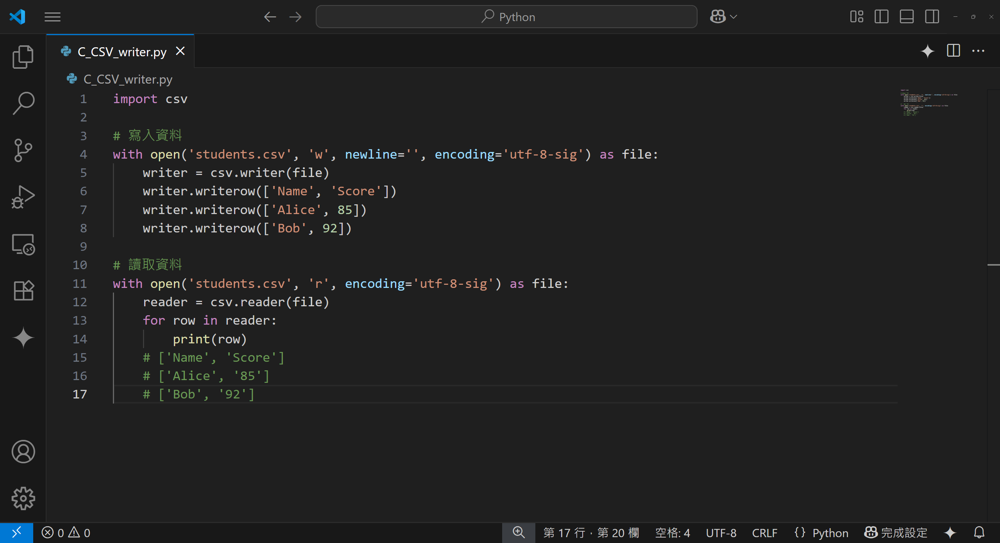 Python
C_CSV_writer.py
C_CSV_writer.py
1 import csv
2
3 # 寫入資料
4 with open('students.csv', 'w', newline='', encoding='utf-8-sig') as file:
5     writer = csv.writer(file)
6     writer.writerow(['Name', 'Score'])
7     writer.writerow(['Alice', 85])
8     writer.writerow(['Bob', 92])
9
10 # 讀取資料
11 with open('students.csv', 'r', encoding='utf-8-sig') as file:
12     reader = csv.reader(file)
13     for row in reader:
14         print(row)
15     # ['Name', 'Score']
16     # ['Alice', '85']
17     # ['Bob', '92']
0 0 第 17 行，第 20 欄 空格: 4 UTF-8 CRLF {} Python 完成設定